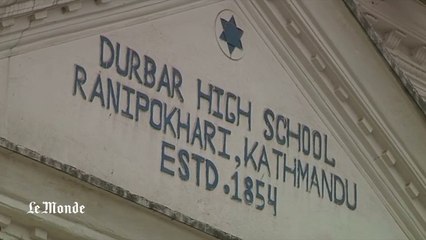 DURBAR HIGH SCHOOL
RANIPOKHARI, KATHMANDU
ESTD. 1854
Le Monde